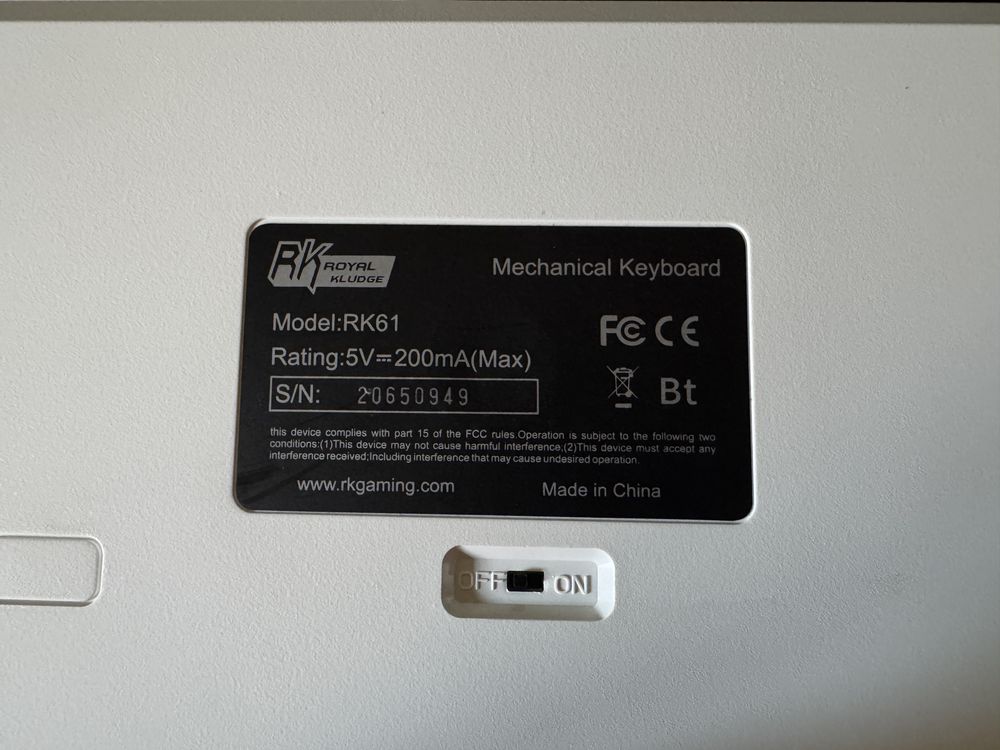 RK ROYAL KLUDGE
Mechanical Keyboard
Model:RK61
Rating:5V⎓200mA(Max)
S/N: 20650949
FC CE
Bt
this device complies with part 15 of the FCC rules.Operation is subject to the following two
conditions:(1)This device may not cause harmful interference,(2)This device must accept any
interference received;Including interference that may cause undesired operation.
www.rkgaming.com
Made in China
OFF ON